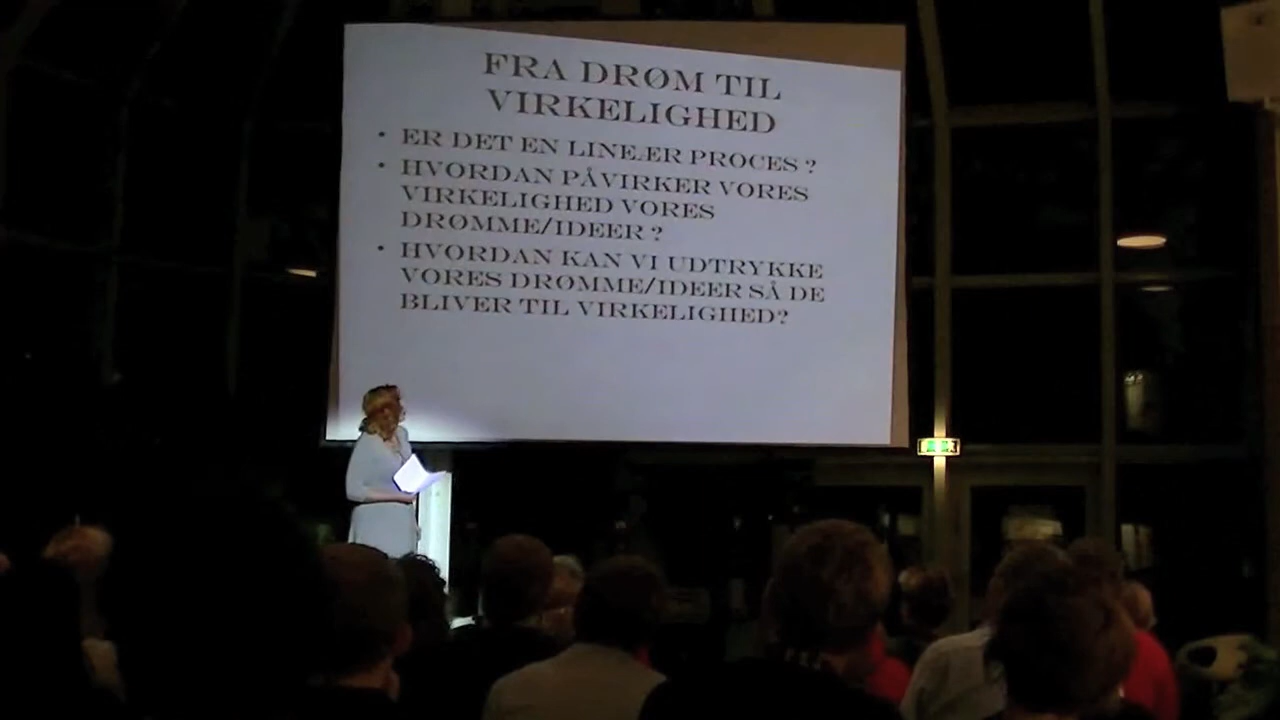 FRA DRØM TIL
VIRKELIGHED
• ER DET EN LINEÆR PROCES ?
• HVORDAN PÅVIRKER VORES
VIRKELIGHED VORES
DRØMME/IDEER ?
• HVORDAN KAN VI UDTRYKKE
VORES DRØMME/IDEER SÅ DE
BLIVER TIL VIRKELIGHED?